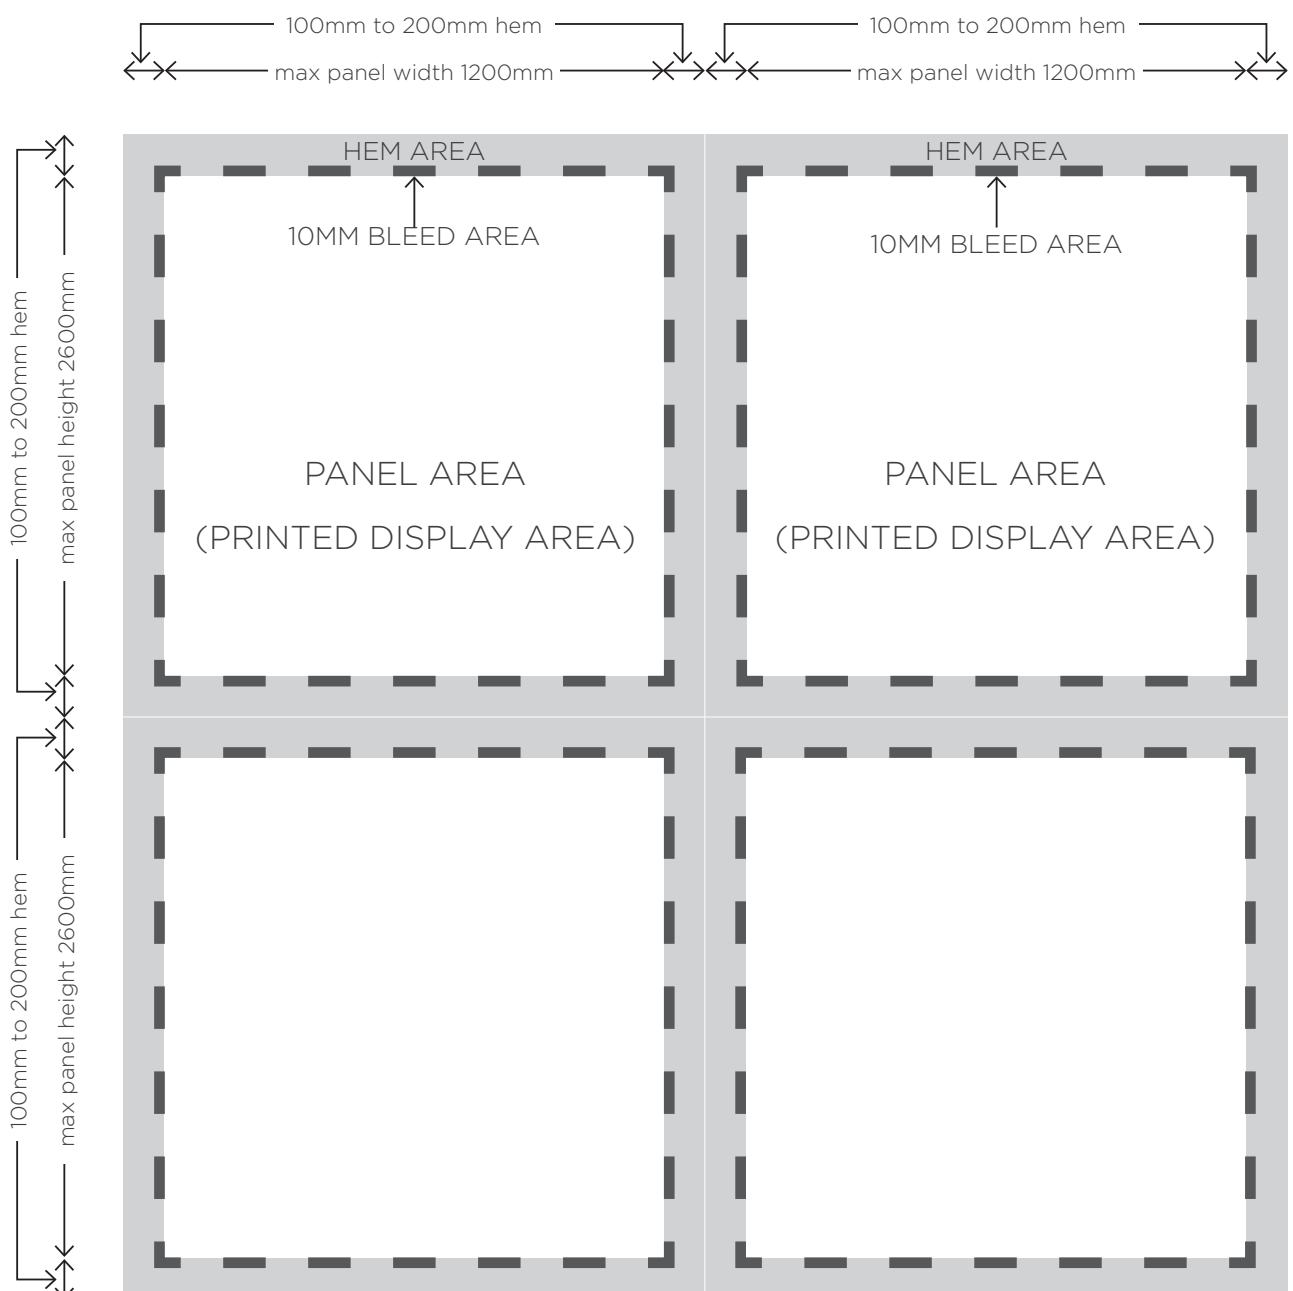 100mm to 200mm hem
100mm to 200mm hem
max panel width 1200mm
max panel width 1200mm
HEM AREA
HEM AREA
10MM BLEED AREA
10MM BLEED AREA
100mm to 200mm hem
max panel height 2600mm
PANEL AREA
(PRINTED DISPLAY AREA)
PANEL AREA
(PRINTED DISPLAY AREA)
100mm to 200mm hem
max panel height 2600mm